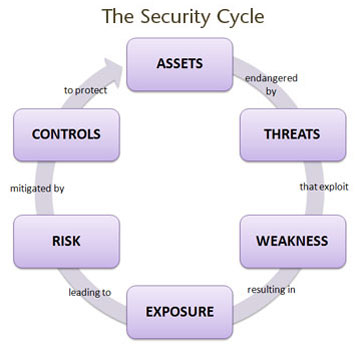 The Security Cycle
ASSETS
endangered
by
THREATS
that exploit
WEAKNESS
resulting in
EXPOSURE
leading to
RISK
mitigated by
CONTROLS
to protect